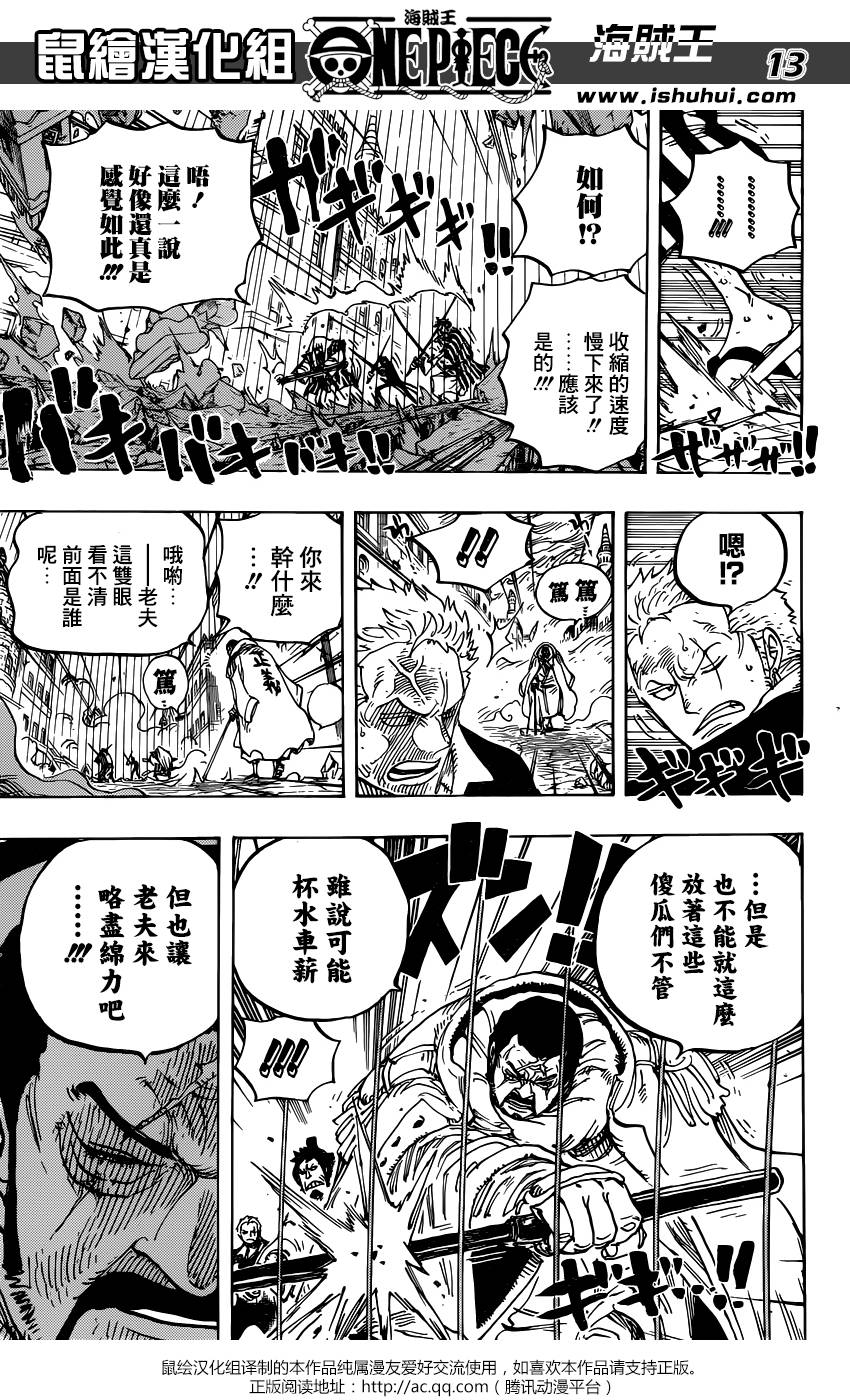 鼠繪漢化組
海賊王
ONE PIECE
海賊王
13
www.ishuhui.com
………………!!!
ザザザザ!!
如何!?
收縮的速度
慢下來了!!
……應該
是的!!!
唔!
這麼一說
好像還真是
感覺如此!!!
ガギギギ!!
バキバキバキバキ!!
嗯!?
ギギギギ
!!
篤
篤
你來
幹什麼
…!!
哦喲…
──老夫
這雙眼
看不清
前面是誰
呢…
篤…
正義
…但是
也不能就這麼
放著這些
傻瓜們不管
ズン!!
雖說可能
杯水車薪
!!!
ギギギギ!!
但也讓
老夫來
略盡綿力吧
……!!!
鼠绘汉化组译制的本作品纯属漫友爱好交流使用，如喜欢本作品请支持正版。
正版阅读地址：http://ac.qq.com（腾讯动漫平台）